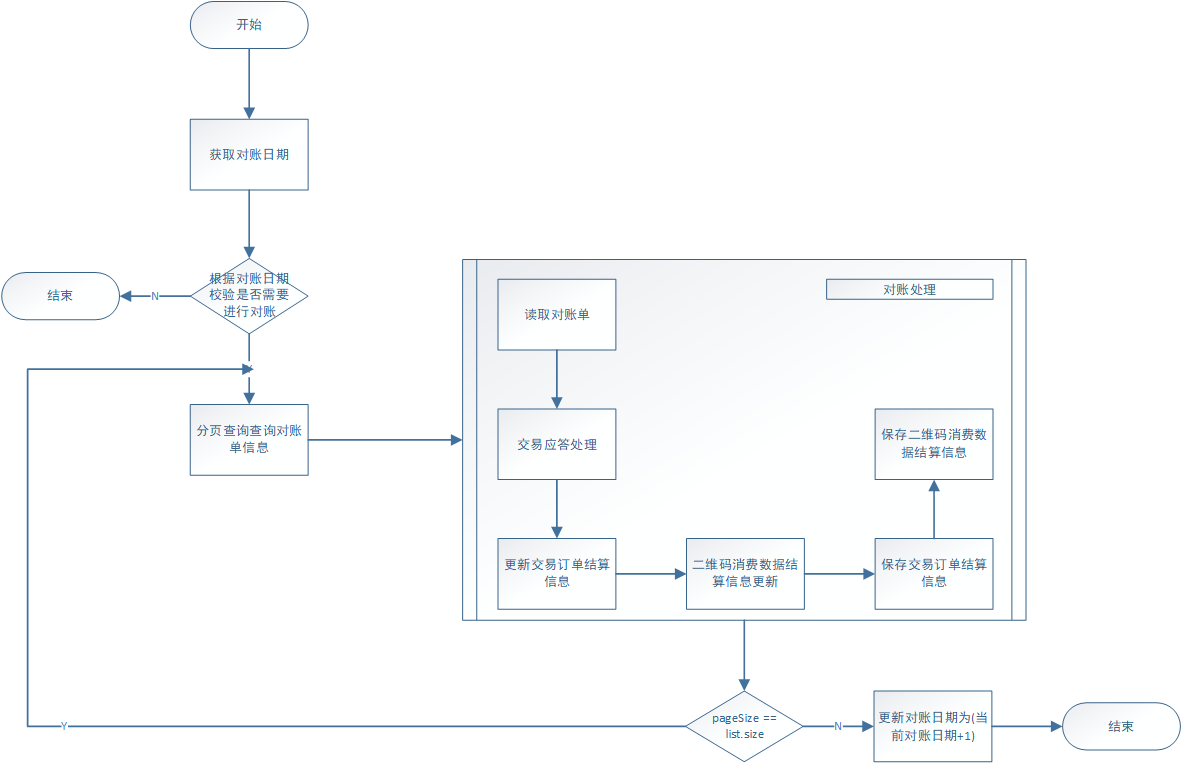 开始
获取对账日期
根据对账日期
校验是否需要
进行对账
N
结束
分页查询查询对账
单信息
对账处理
读取对账单
交易应答处理
更新交易订单结算
信息
二维码消费数据结
算信息更新
保存交易订单结算
信息
保存二维码消费数
据结算信息
pageSize ==
list.size
Y
N
更新对账日期为(当
前对账日期+1)
结束